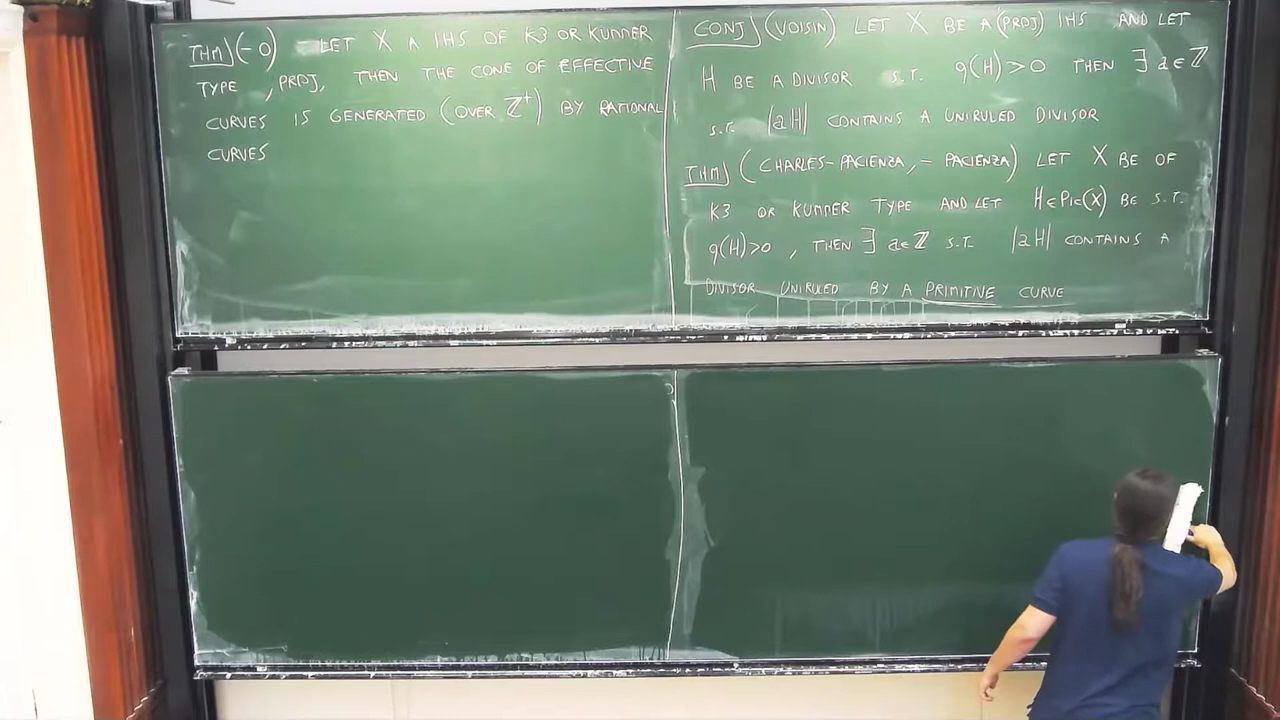 THM) (-O) LET X A IHS OF K3 OR KUMMER
TYPE, PROJ, THEN THE CONE OF EFFECTIVE
CURVES IS GENERATED (OVER ℤ⁺) BY RATIONAL
CURVES
CONJ) (VOISIN) LET X BE A (PROJ) IHS AND LET
H BE A DIVISOR S.T. q(H)>0 THEN ∃ a∈ℤ
S.T. |aH| CONTAINS A UNIRULED DIVISOR
THM) (CHARLES-PACIENZA, - PACIENZA) LET X BE OF
K3 OR KUMMER TYPE AND LET H∈Pic(X) BE S.T.
q(H)>0, THEN ∃ a∈ℤ S.T. |aH| CONTAINS A
DIVISOR UNIRULED BY A PRIMITIVE CURVE